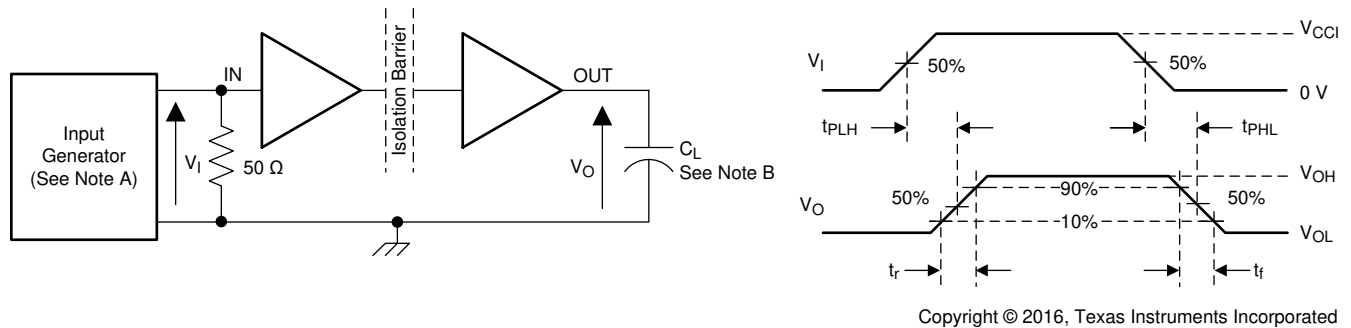 Input
Generator
(See Note A)
V_I
IN
50 Ω
Isolation Barrier
OUT
V_O
C_L
See Note B
V_I
50%
50%
V_CCI
0 V
t_PLH
t_PHL
V_O
50%
90%
10%
50%
V_OH
V_OL
t_r
t_f
Copyright © 2016, Texas Instruments Incorporated